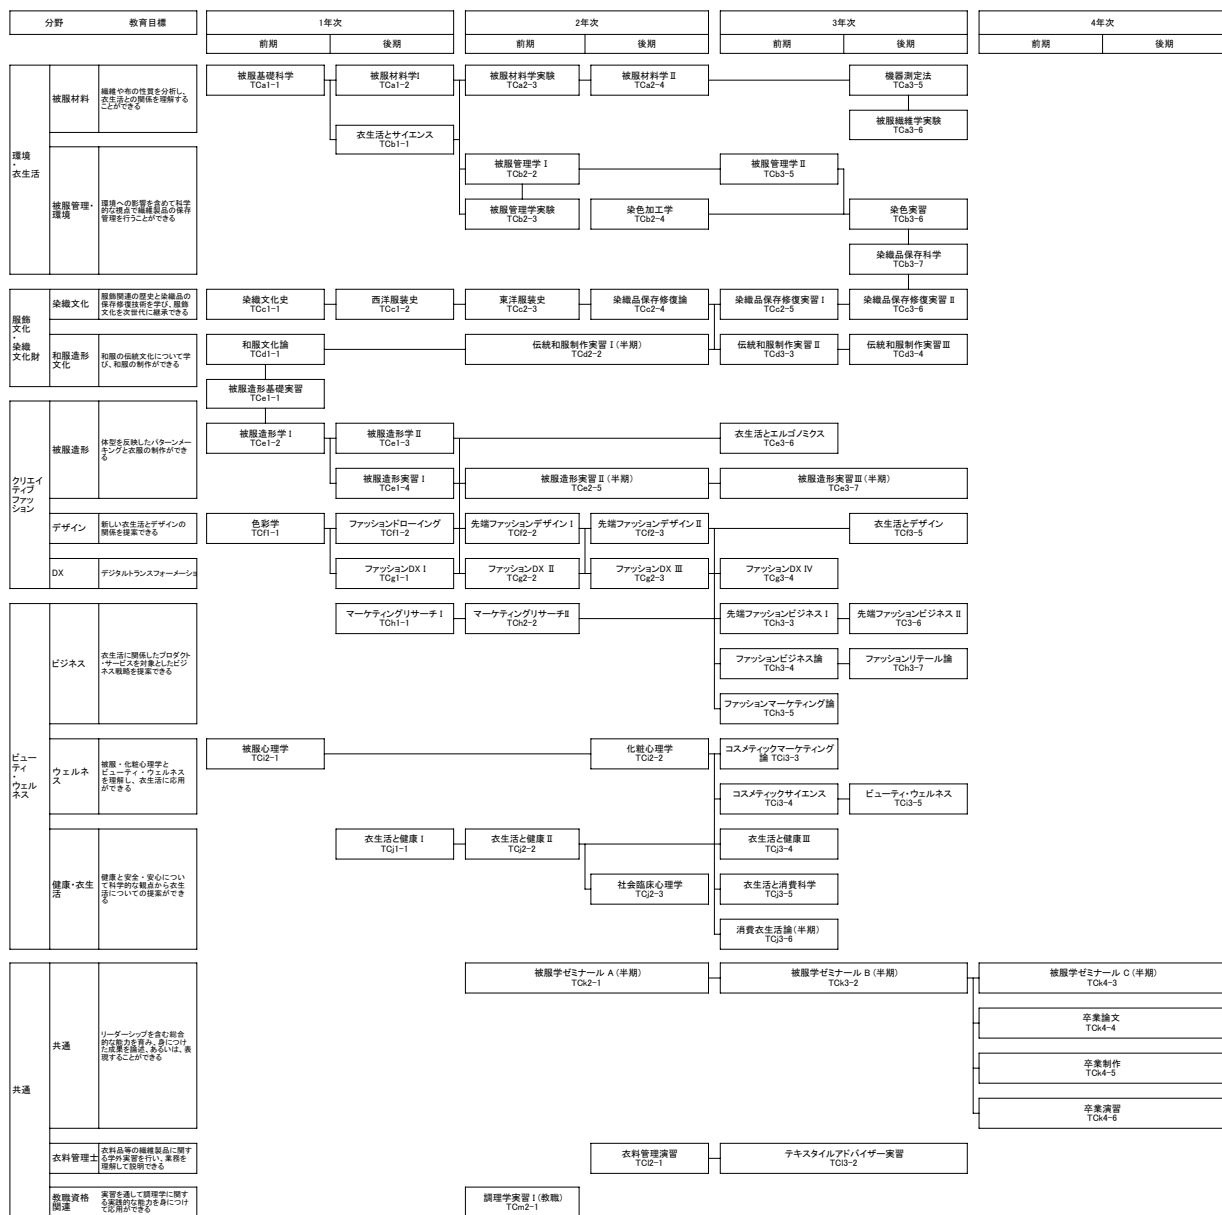 分野 教育目標 1年次 2年次 3年次 4年次
前期 後期 前期 後期 前期 後期 前期 後期
環境
・
衣生活
被服材料
繊維や布の性質を分析し、
衣生活との関係を理解する
ことができる
被服基礎科学
TCa1-1
被服材料学I
TCa1-2
被服材料学実験
TCa2-3
被服材料学Ⅱ
TCa2-4
機器測定法
TCa3-5
被服繊維学実験
TCa3-6
衣生活とサイエンス
TCb1-1
被服管理・
環境
環境への影響を含めて科学
的な視点で繊維製品の保存
管理を行うことができる
被服管理学Ⅰ
TCb2-2
被服管理学Ⅱ
TCb3-5
被服管理学実験
TCb2-3
染色加工学
TCb2-4
染色実習
TCb3-6
染織品保存科学
TCb3-7
服飾
文化
・
染織
文化財
染織文化
服飾関連の歴史と染織品の
保存修復技術を学び、服飾
文化を次世代に継承できる
染織文化史
TCc1-1
西洋服装史
TCc1-2
東洋服装史
TCc2-3
染織品保存修復論
TCc2-4
染織品保存修復実習Ⅰ
TCc2-5
染織品保存修復実習Ⅱ
TCc3-6
和服造形
文化
和服の伝統文化について学
び、和服の制作ができる
和服文化論
TCd1-1
伝統和服制作実習Ⅰ(半期)
TCd2-2
伝統和服制作実習Ⅱ
TCd3-3
伝統和服制作実習Ⅲ
TCd3-4
被服造形基礎実習
TCe1-1
クリエイ
ティブ
ファッ
ション
被服造形
体型を反映したパターンメー
キングと衣服の制作ができ
る
被服造形学Ⅰ
TCe1-2
被服造形学Ⅱ
TCe1-3
衣生活とエルゴノミクス
TCe3-6
被服造形実習Ⅰ
TCe1-4
被服造形実習Ⅱ(半期)
TCe2-5
被服造形実習Ⅲ(半期)
TCe3-7
デザイン
新しい衣生活とデザインの
関係を提案できる
色彩学
TCf1-1
ファッションドローイング
TCf1-2
先端ファッションデザインⅠ
TCf2-2
先端ファッションデザインⅡ
TCf2-3
衣生活とデザイン
TCf3-5
DX
デジタルトランスフォーメーショ
ファッションDX Ⅰ
TCg1-1
ファッションDX Ⅱ
TCg2-2
ファッションDX Ⅲ
TCg2-3
ファッションDX Ⅳ
TCg3-4
ビュー
ティ
・
ウェル
ネス
ビジネス
衣生活に関係したプロダクト
・サービスを対象としたビジ
ネス戦略を提案できる
マーケティングリサーチⅠ
TCh1-1
マーケティングリサーチⅡ
TCh2-2
先端ファッションビジネスⅠ
TCh3-3
先端ファッションビジネスⅡ
TC3-6
ファッションビジネス論
TCh3-4
ファッションリテール論
TCh3-7
ファッションマーケティング論
TCh3-5
ウェルネ
ス
被服・化粧心理学と
ビューティ・ウェルネス
を理解し、衣生活に応用
ができる
被服心理学
TCi2-1
化粧心理学
TCi2-2
コスメティックマーケティング
論 TCi3-3
コスメティックサイエンス
TCi3-4
ビューティ・ウェルネス
TCi3-5
健康・衣生
活
健康と安全・安心につい
て科学的な観点から衣生
活についての提案ができ
る
衣生活と健康Ⅰ
TCj1-1
衣生活と健康Ⅱ
TCj2-2
衣生活と健康Ⅲ
TCj3-4
社会臨床心理学
TCj2-3
衣生活と消費科学
TCj3-5
消費衣生活論(半期)
TCj3-6
共通
共通
リーダーシップを含む総合
的な能力を育み、身につけ
た成果を論述、あるいは、表
現することができる
被服学ゼミナール A (半期)
TCk2-1
被服学ゼミナール B (半期)
TCk3-2
被服学ゼミナール C (半期)
TCk4-3
卒業論文
TCk4-4
卒業制作
TCk4-5
卒業演習
TCk4-6
衣料管理士
衣料品等の繊維製品に関す
る学外実習を行い、業務を
理解して説明できる
衣料管理演習
TCl2-1
テキスタイルアドバイザー実習
TCl3-2
教職資格
関連
実習を通して調理学に関す
る実践的な能力を身につけ
て応用ができる
調理学実習Ⅰ(教職)
TCm2-1